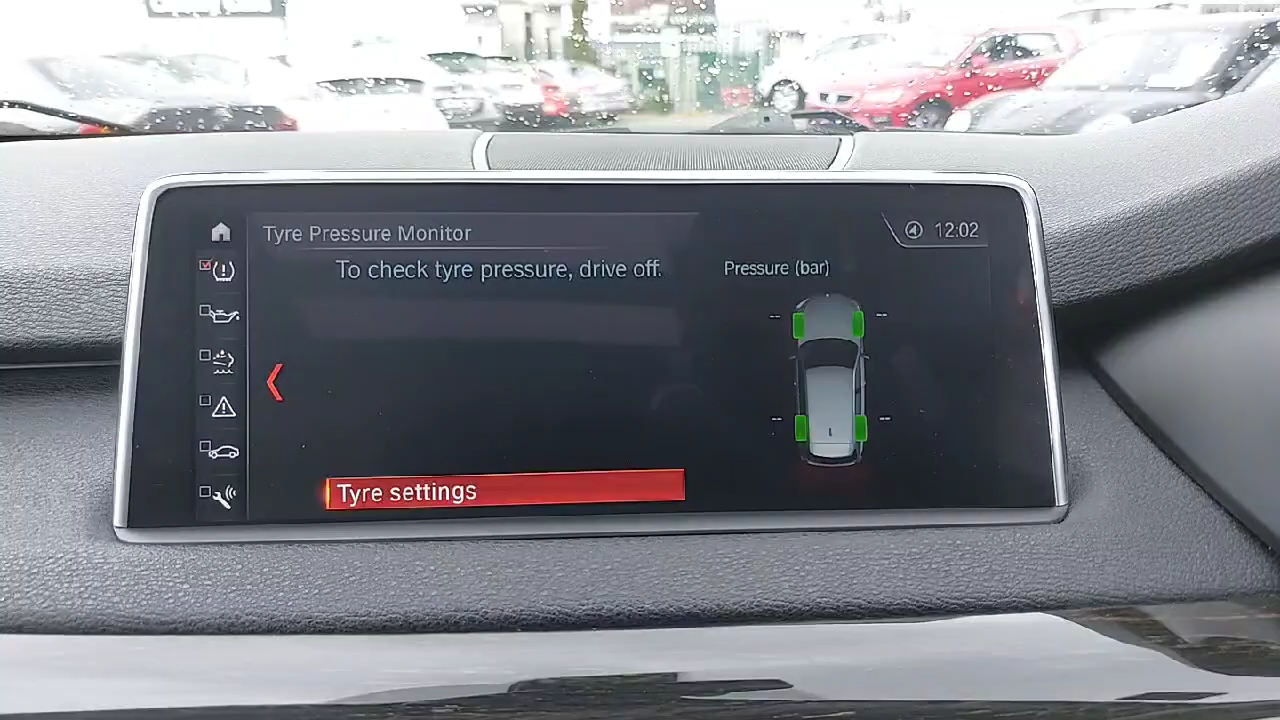 Tyre Pressure Monitor
12:02
To check tyre pressure, drive off.
Pressure (bar)
-- --
-- --
Tyre settings